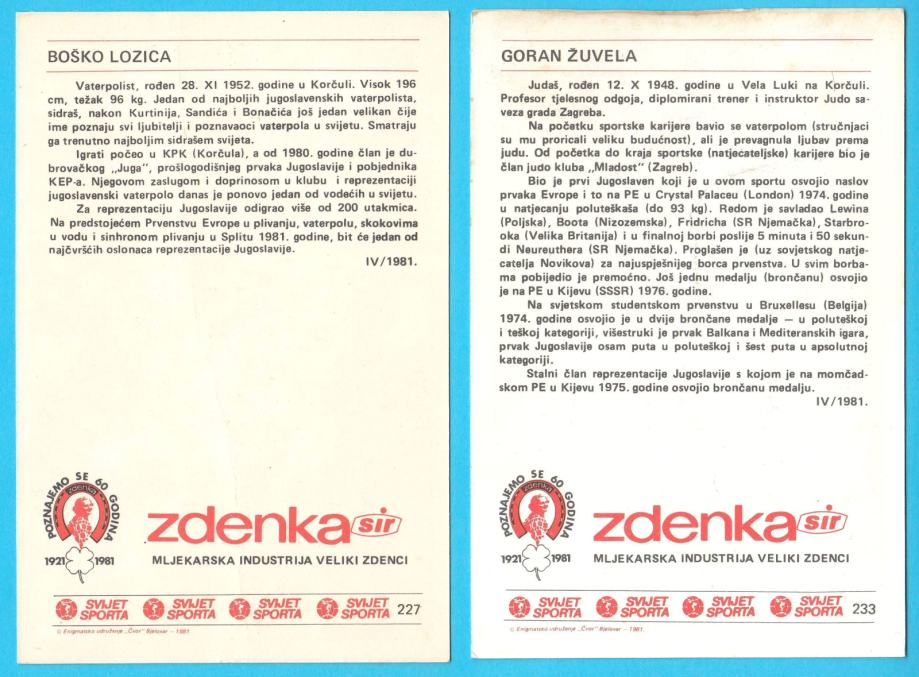 BOŠKO LOZICA
Vaterpolist, rođen 28. XI 1952. godine u Korčuli. Visok 196
cm, težak 96 kg. Jedan od najboljih jugoslavenskih vaterpolista,
sidraš, nakon Kurtinija, Sandića i Bonačića još jedan velikan čije
ime poznaju svi ljubitelji i poznavaoci vaterpola u svijetu. Smatraju
ga trenutno najboljim sidrašem svijeta.
Igrati počeo u KPK (Korčula), a od 1980. godine član je du-
brovačkog „Juga“, prošlogodišnjeg prvaka Jugoslavije i pobjednika
KEP-a. Njegovom zaslugom i doprinosom u klubu i reprezentaciji
jugoslavenski vaterpolo danas je ponovo jedan od vodećih u svijetu.
Za reprezentaciju Jugoslavije odigrao više od 200 utakmica.
Na predstojećem Prvenstvu Evrope u plivanju, vaterpolu, skokovima
u vodu i sinhronom plivanju u Splitu 1981. godine, bit će jedan od
najčvršćih oslonaca reprezentacije Jugoslavije.
IV/1981.
POZNAJEMO SE 60 GODINA
zdenka
1921 1981
zdenka sir
MLJEKARSKA INDUSTRIJA VELIKI ZDENCI
SVIJET SPORTA SVIJET SPORTA SVIJET SPORTA SVIJET SPORTA 227
© Enigmatsko udruženje „Čvor“ Bjelovar – 1981.
GORAN ŽUVELA
Judaš, rođen 12. X 1948. godine u Vela Luki na Korčuli.
Profesor tjelesnog odgoja, diplomirani trener i instruktor Judo sa-
veza grada Zagreba.
Na početku sportske karijere bavio se vaterpolom (stručnjaci
su mu proricali veliku budućnost), ali je prevagnula ljubav prema
judu. Od početka do kraja sportske (natjecateljske) karijere bio je
član judo kluba „Mladost“ (Zagreb).
Bio je prvi Jugoslaven koji je u ovom sportu osvojio naslov
prvaka Evrope i to na PE u Crystal Palaceu (London) 1974. godine
u natjecanju poluteškaša (do 93 kg). Redom je savladao Lewina
(Poljska), Boota (Nizozemska), Fridricha (SR Njemačka), Starbro-
oka (Velika Britanija) i u finalnoj borbi poslije 5 minuta i 50 sekun-
di Neureuthera (SR Njemačka). Proglašen je (uz sovjetskog natje-
catelja Novikova) za najuspješnijeg borca prvenstva. U svim borba-
ma pobijedio je premoćno. Još jednu medalju (brončanu) osvojio
je na PE u Kijevu (SSSR) 1976. godine.
Na svjetskom studentskom prvenstvu u Bruxellesu (Belgija)
1974. godine osvojio je u dvije brončane medalje — u poluteškoj
i teškoj kategoriji, višestruki je prvak Balkana i Mediteranskih igara,
prvak Jugoslavije osam puta u poluteškoj i šest puta u apsolutnoj
kategoriji.
Stalni član reprezentacije Jugoslavije s kojom je na momčad-
skom PE u Kijevu 1975. godine osvojio brončanu medalju.
IV/1981.
POZNAJEMO SE 60 GODINA
zdenka
1921 1981
zdenka sir
MLJEKARSKA INDUSTRIJA VELIKI ZDENCI
SVIJET SPORTA SVIJET SPORTA SVIJET SPORTA SVIJET SPORTA 233
© Enigmatsko udruženje „Čvor“ Bjelovar – 1981.